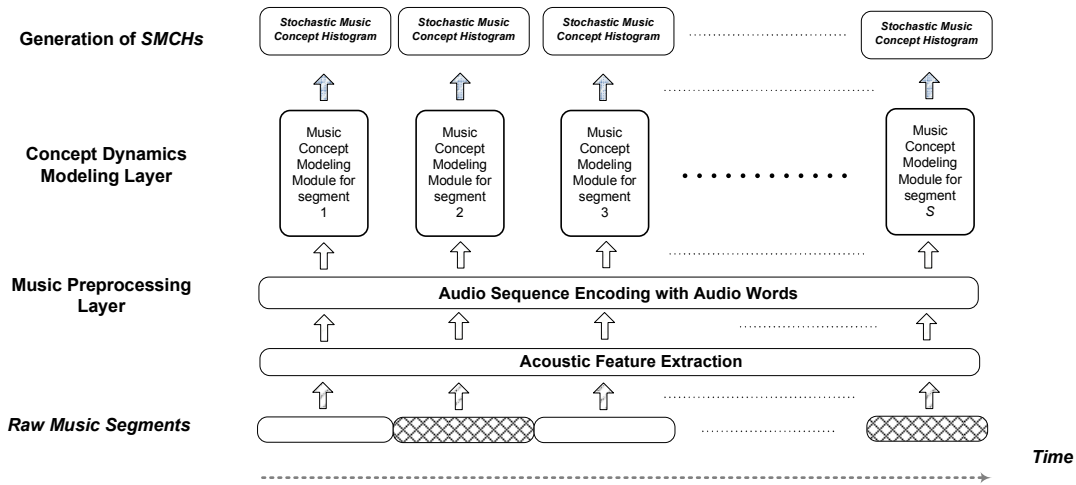 Generation of SMCHs
Stochastic Music
Concept Histogram
Stochastic Music
Concept Histogram
Stochastic Music
Concept Histogram
Stochastic Music
Concept Histogram
Concept Dynamics
Modeling Layer
Music
Concept
Modeling
Module for
segment
1
Music
Concept
Modeling
Module for
segment
2
Music
Concept
Modeling
Module for
segment
3
Music
Concept
Modeling
Module for
segment
S
Music Preprocessing
Layer
Audio Sequence Encoding with Audio Words
Acoustic Feature Extraction
Raw Music Segments
Time